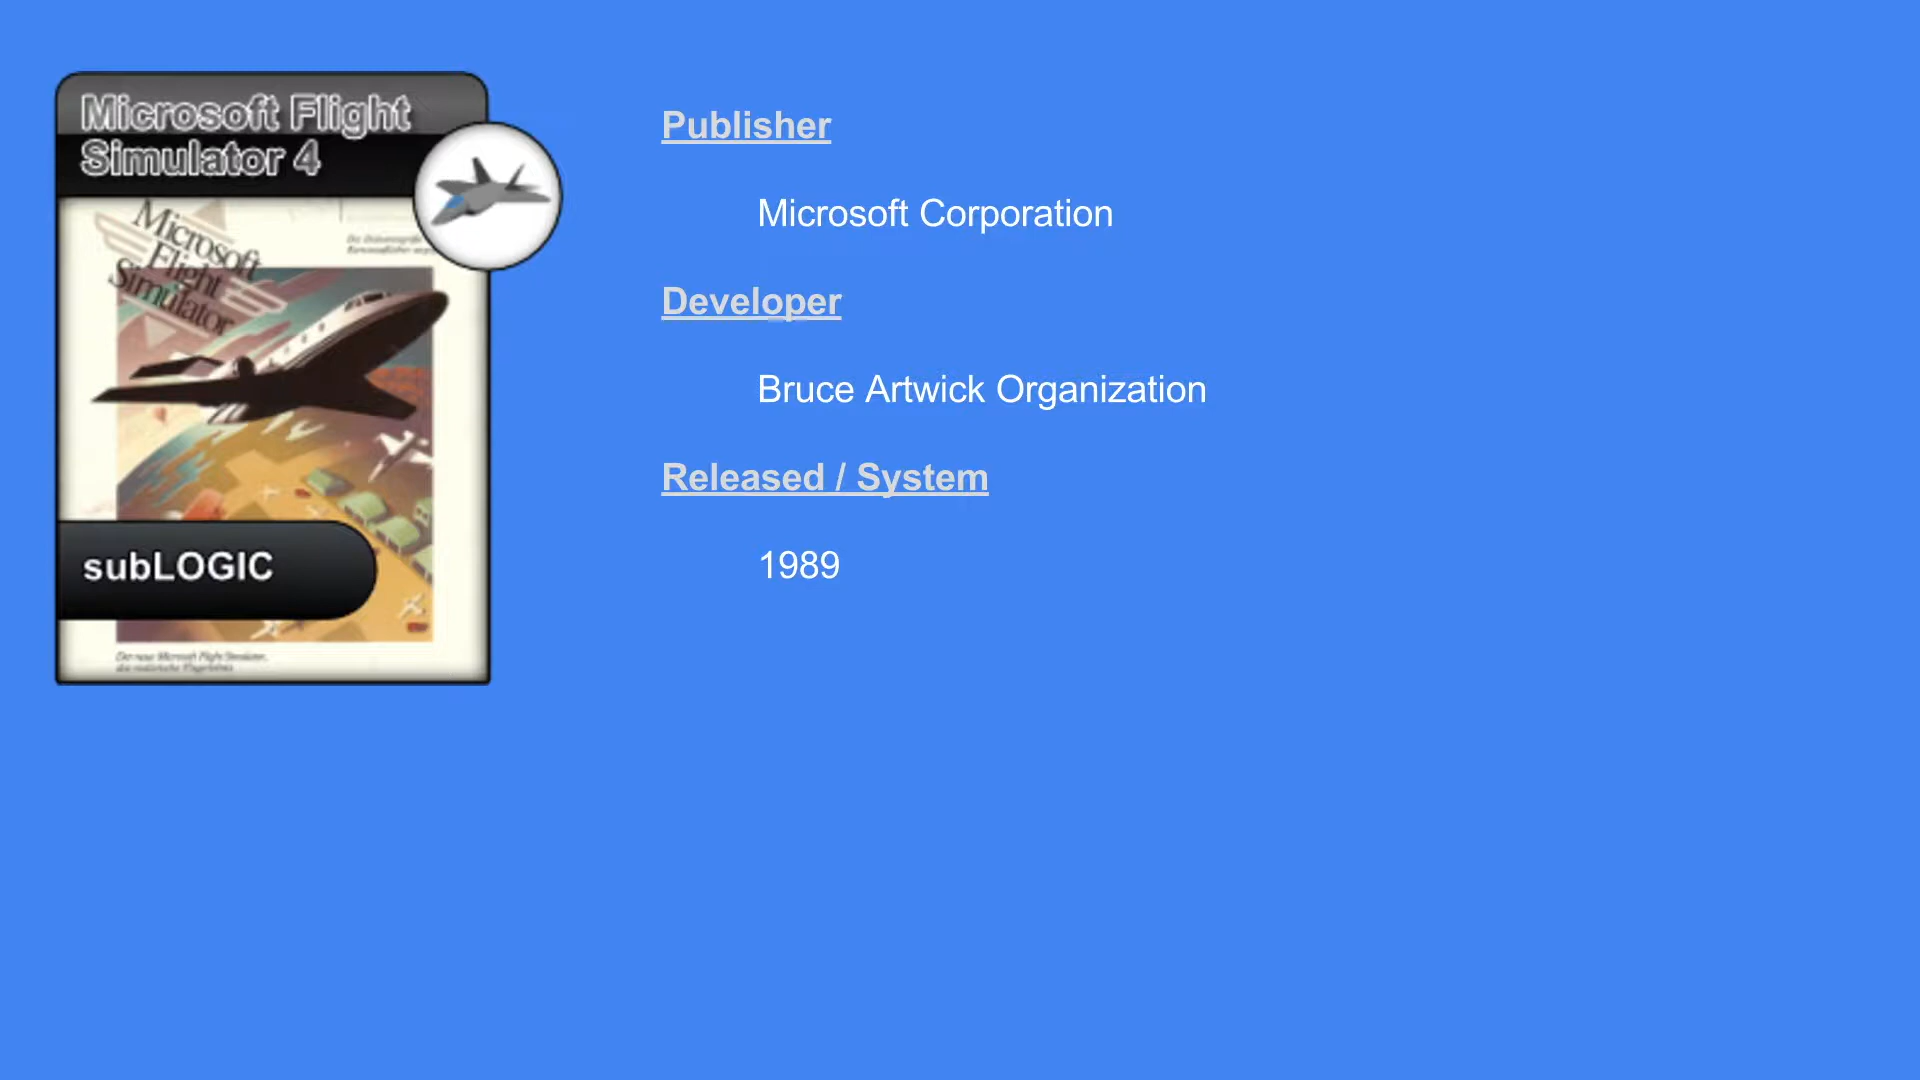 Microsoft Flight
Simulator 4
Microsoft
Flight
Simulator
subLOGIC
Publisher
Microsoft Corporation
Developer
Bruce Artwick Organization
Released / System
1989